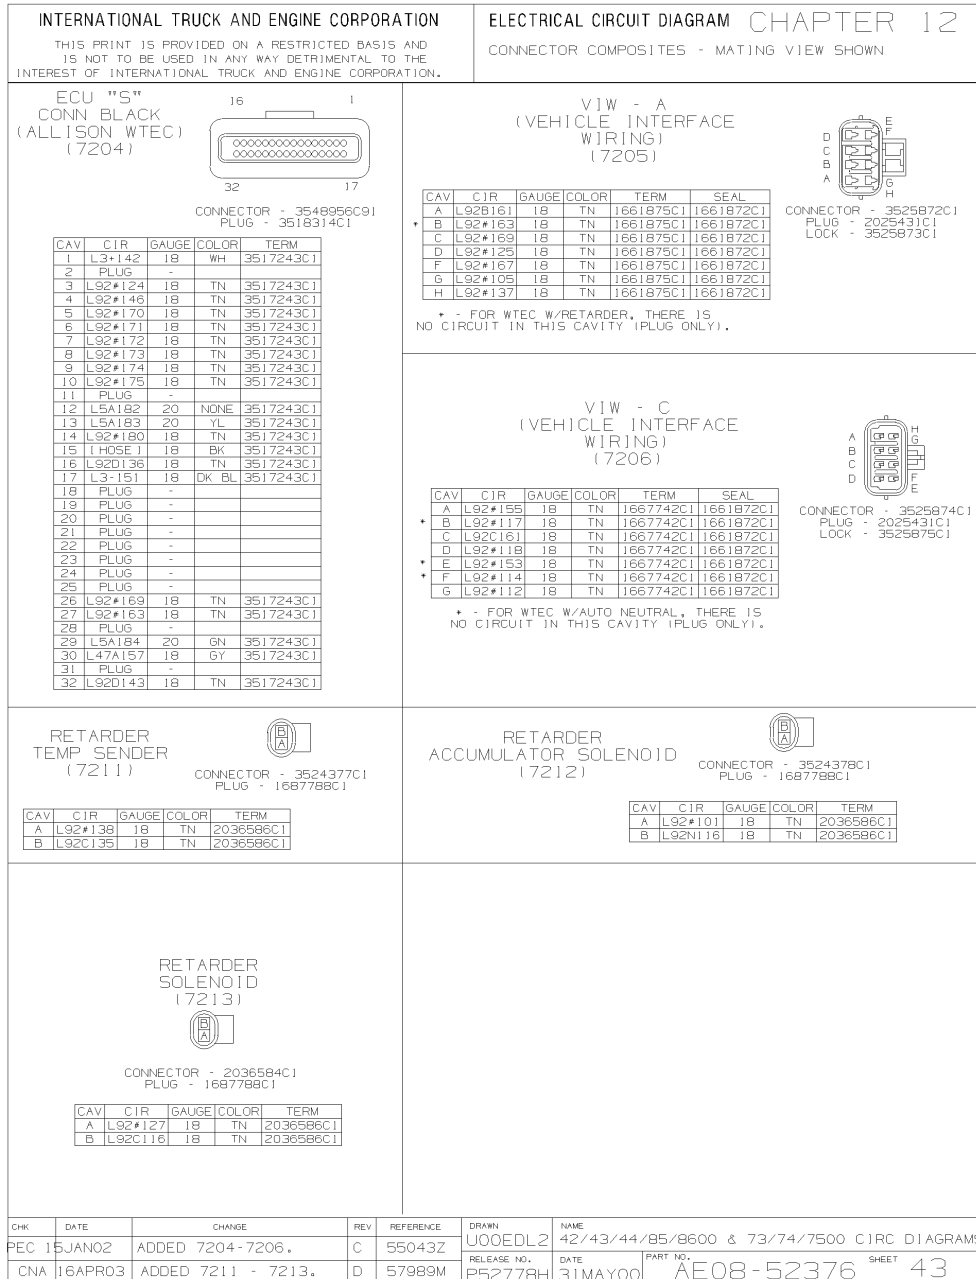 INTERNATIONAL TRUCK AND ENGINE CORPORATION
THIS PRINT IS PROVIDED ON A RESTRICTED BASIS AND
IS NOT TO BE USED IN ANY WAY DETRIMENTAL TO THE
INTEREST OF INTERNATIONAL TRUCK AND ENGINE CORPORATION.
ELECTRICAL CIRCUIT DIAGRAM CHAPTER 12
CONNECTOR COMPOSITES - MATING VIEW SHOWN
ECU "S"
CONN BLACK
(ALLISON WTEC)
(7204)
16 1
32 17
CONNECTOR - 3548956C91
PLUG - 3518314C1
CAV CIR GAUGE COLOR TERM
1 L3+142 18 WH 3517243C1
2 PLUG -
3 L92#124 18 TN 3517243C1
4 L92#146 18 TN 3517243C1
5 L92#170 18 TN 3517243C1
6 L92#171 18 TN 3517243C1
7 L92#172 18 TN 3517243C1
8 L92#173 18 TN 3517243C1
9 L92#174 18 TN 3517243C1
10 L92#175 18 TN 3517243C1
11 PLUG -
12 L5A182 20 NONE 3517243C1
13 L5A183 20 YL 3517243C1
14 L92#180 18 TN 3517243C1
15 (HOSE) 18 BK 3517243C1
16 L92D136 18 TN 3517243C1
17 L3-151 18 DK BL 3517243C1
18 PLUG -
19 PLUG -
20 PLUG -
21 PLUG -
22 PLUG -
23 PLUG -
24 PLUG -
25 PLUG -
26 L92#169 18 TN 3517243C1
27 L92#163 18 TN 3517243C1
28 PLUG -
29 L5A184 20 GN 3517243C1
30 L47A157 18 GY 3517243C1
31 PLUG -
32 L92D143 18 TN 3517243C1
VIW - A
(VEHICLE INTERFACE
WIRING)
(7205)
D
C
B
A
E
F
G
H
CONNECTOR - 3525872C1
PLUG - 2025431C1
LOCK - 3525873C1
CAV CIR GAUGE COLOR TERM SEAL
A L92B161 18 TN 1661875C1 1661872C1
* B L92#163 18 TN 1661875C1 1661872C1
C L92#169 18 TN 1661875C1 1661872C1
D L92#125 18 TN 1661875C1 1661872C1
F L92#167 18 TN 1661875C1 1661872C1
G L92#105 18 TN 1661875C1 1661872C1
H L92#137 18 TN 1661875C1 1661872C1
* - FOR WTEC W/RETARDER, THERE IS
NO CIRCUIT IN THIS CAVITY (PLUG ONLY).
VIW - C
(VEHICLE INTERFACE
WIRING)
(7206)
A
B
C
D
H
G
F
E
CONNECTOR - 3525874C1
PLUG - 2025431C1
LOCK - 3525875C1
CAV CIR GAUGE COLOR TERM SEAL
A L92#155 18 TN 1667742C1 1661872C1
* B L92#117 18 TN 1667742C1 1661872C1
C L92C161 18 TN 1667742C1 1661872C1
D L92#118 18 TN 1667742C1 1661872C1
* E L92#153 18 TN 1667742C1 1661872C1
* F L92#114 18 TN 1667742C1 1661872C1
G L92#112 18 TN 1667742C1 1661872C1
* - FOR WTEC W/AUTO NEUTRAL, THERE IS
NO CIRCUIT IN THIS CAVITY (PLUG ONLY).
RETARDER
TEMP SENDER
(7211)
B
A
CONNECTOR - 3524377C1
PLUG - 1687788C1
CAV CIR GAUGE COLOR TERM
A L92#138 18 TN 2036586C1
B L92C135 18 TN 2036586C1
RETARDER
ACCUMULATOR SOLENOID
(7212)
B
A
CONNECTOR - 3524378C1
PLUG - 1687788C1
CAV CIR GAUGE COLOR TERM
A L92#101 18 TN 2036586C1
B L92N116 18 TN 2036586C1
RETARDER
SOLENOID
(7213)
B
A
CONNECTOR - 2036584C1
PLUG - 1687788C1
CAV CIR GAUGE COLOR TERM
A L92#127 18 TN 2036586C1
B L92C116 18 TN 2036586C1
CHK DATE CHANGE REV REFERENCE
PEC 15JAN02 ADDED 7204-7206. C 55043Z
CNA 16APR03 ADDED 7211 - 7213. D 57989M
DRAWN U00EDL2
NAME 42/43/44/85/8600 & 73/74/7500 CIRC DIAGRAMS
RELEASE NO. P52778H
DATE 31MAY00
PART NO. AE08-52376
SHEET 43